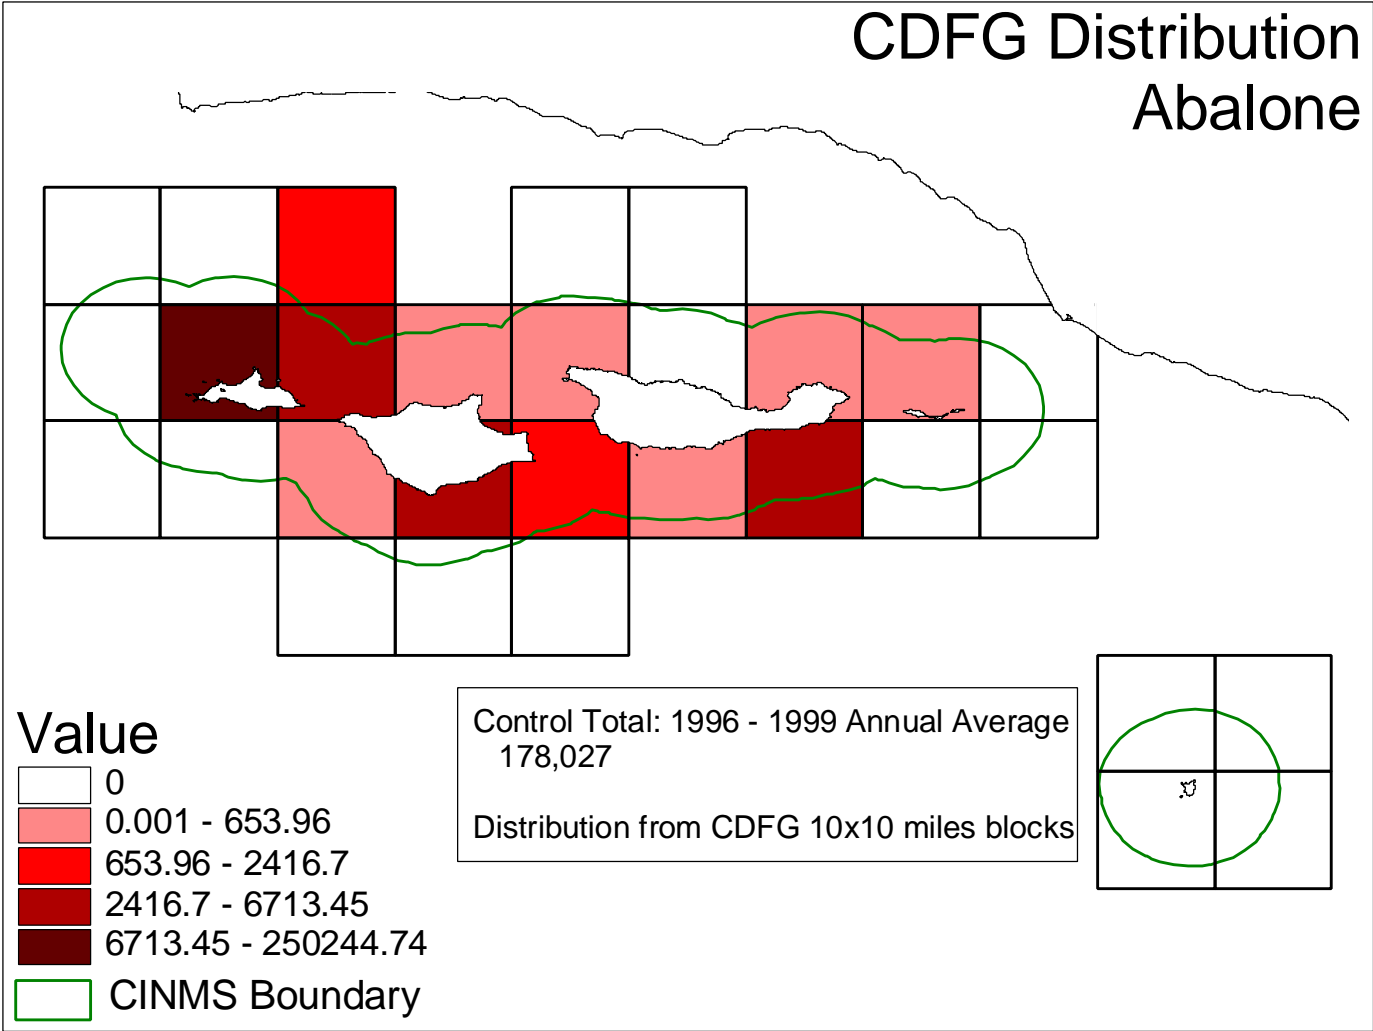 CDFG Distribution
Abalone
Control Total: 1996 - 1999 Annual Average
178,027
Distribution from CDFG 10x10 miles blocks
Value
0
0.001 - 653.96
653.96 - 2416.7
2416.7 - 6713.45
6713.45 - 250244.74
CINMS Boundary